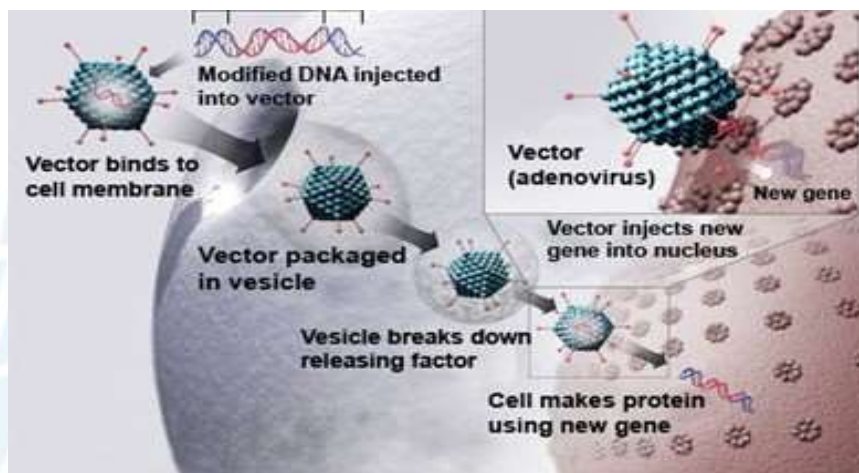 Modified DNA injected
into vector
Vector binds to
cell membrane
Vector packaged
in vesicle
Vesicle breaks down
releasing factor
Cell makes protein
using new gene
Vector
(adenovirus)
New gene
Vector injects new
gene into nucleus